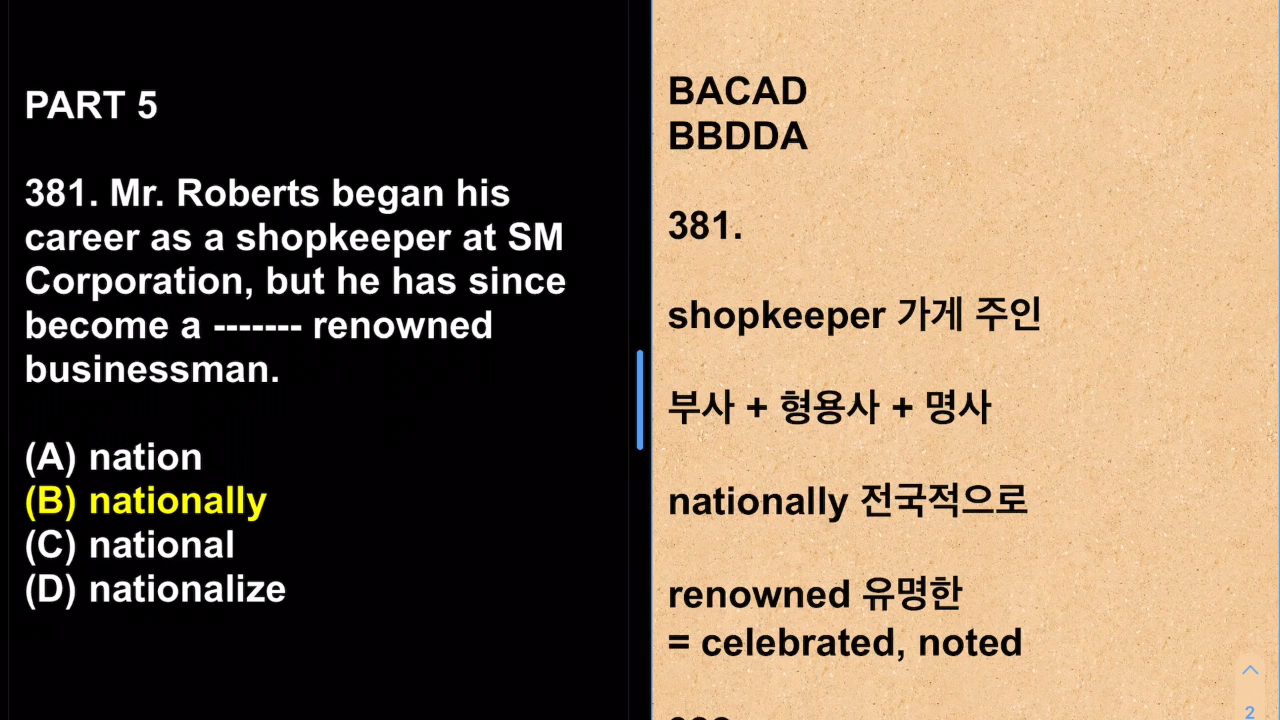 PART 5
381. Mr. Roberts began his
career as a shopkeeper at SM
Corporation, but he has since
become a ------- renowned
businessman.
(A) nation
(B) nationally
(C) national
(D) nationalize
BACAD
BBDDA
381.
shopkeeper 가게 주인
부사 + 형용사 + 명사
nationally 전국적으로
renowned 유명한
= celebrated, noted
2